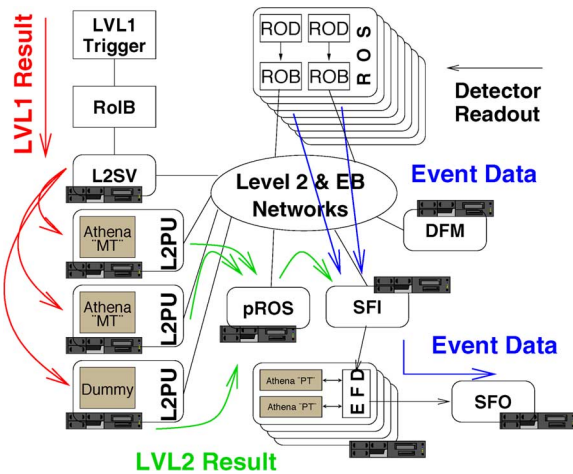 LVL1
Trigger
LVL1 Result
RoIB
L2SV
ROD
ROD
ROB
ROB
ROS
Detector
Readout
Level 2 & EB
Networks
Event Data
DFM
Athena
"MT"
L2PU
Athena
"MT"
L2PU
Dummy
L2PU
pROS
SFI
Event Data
Athena "PT"
Athena "PT"
EFD
SFO
LVL2 Result